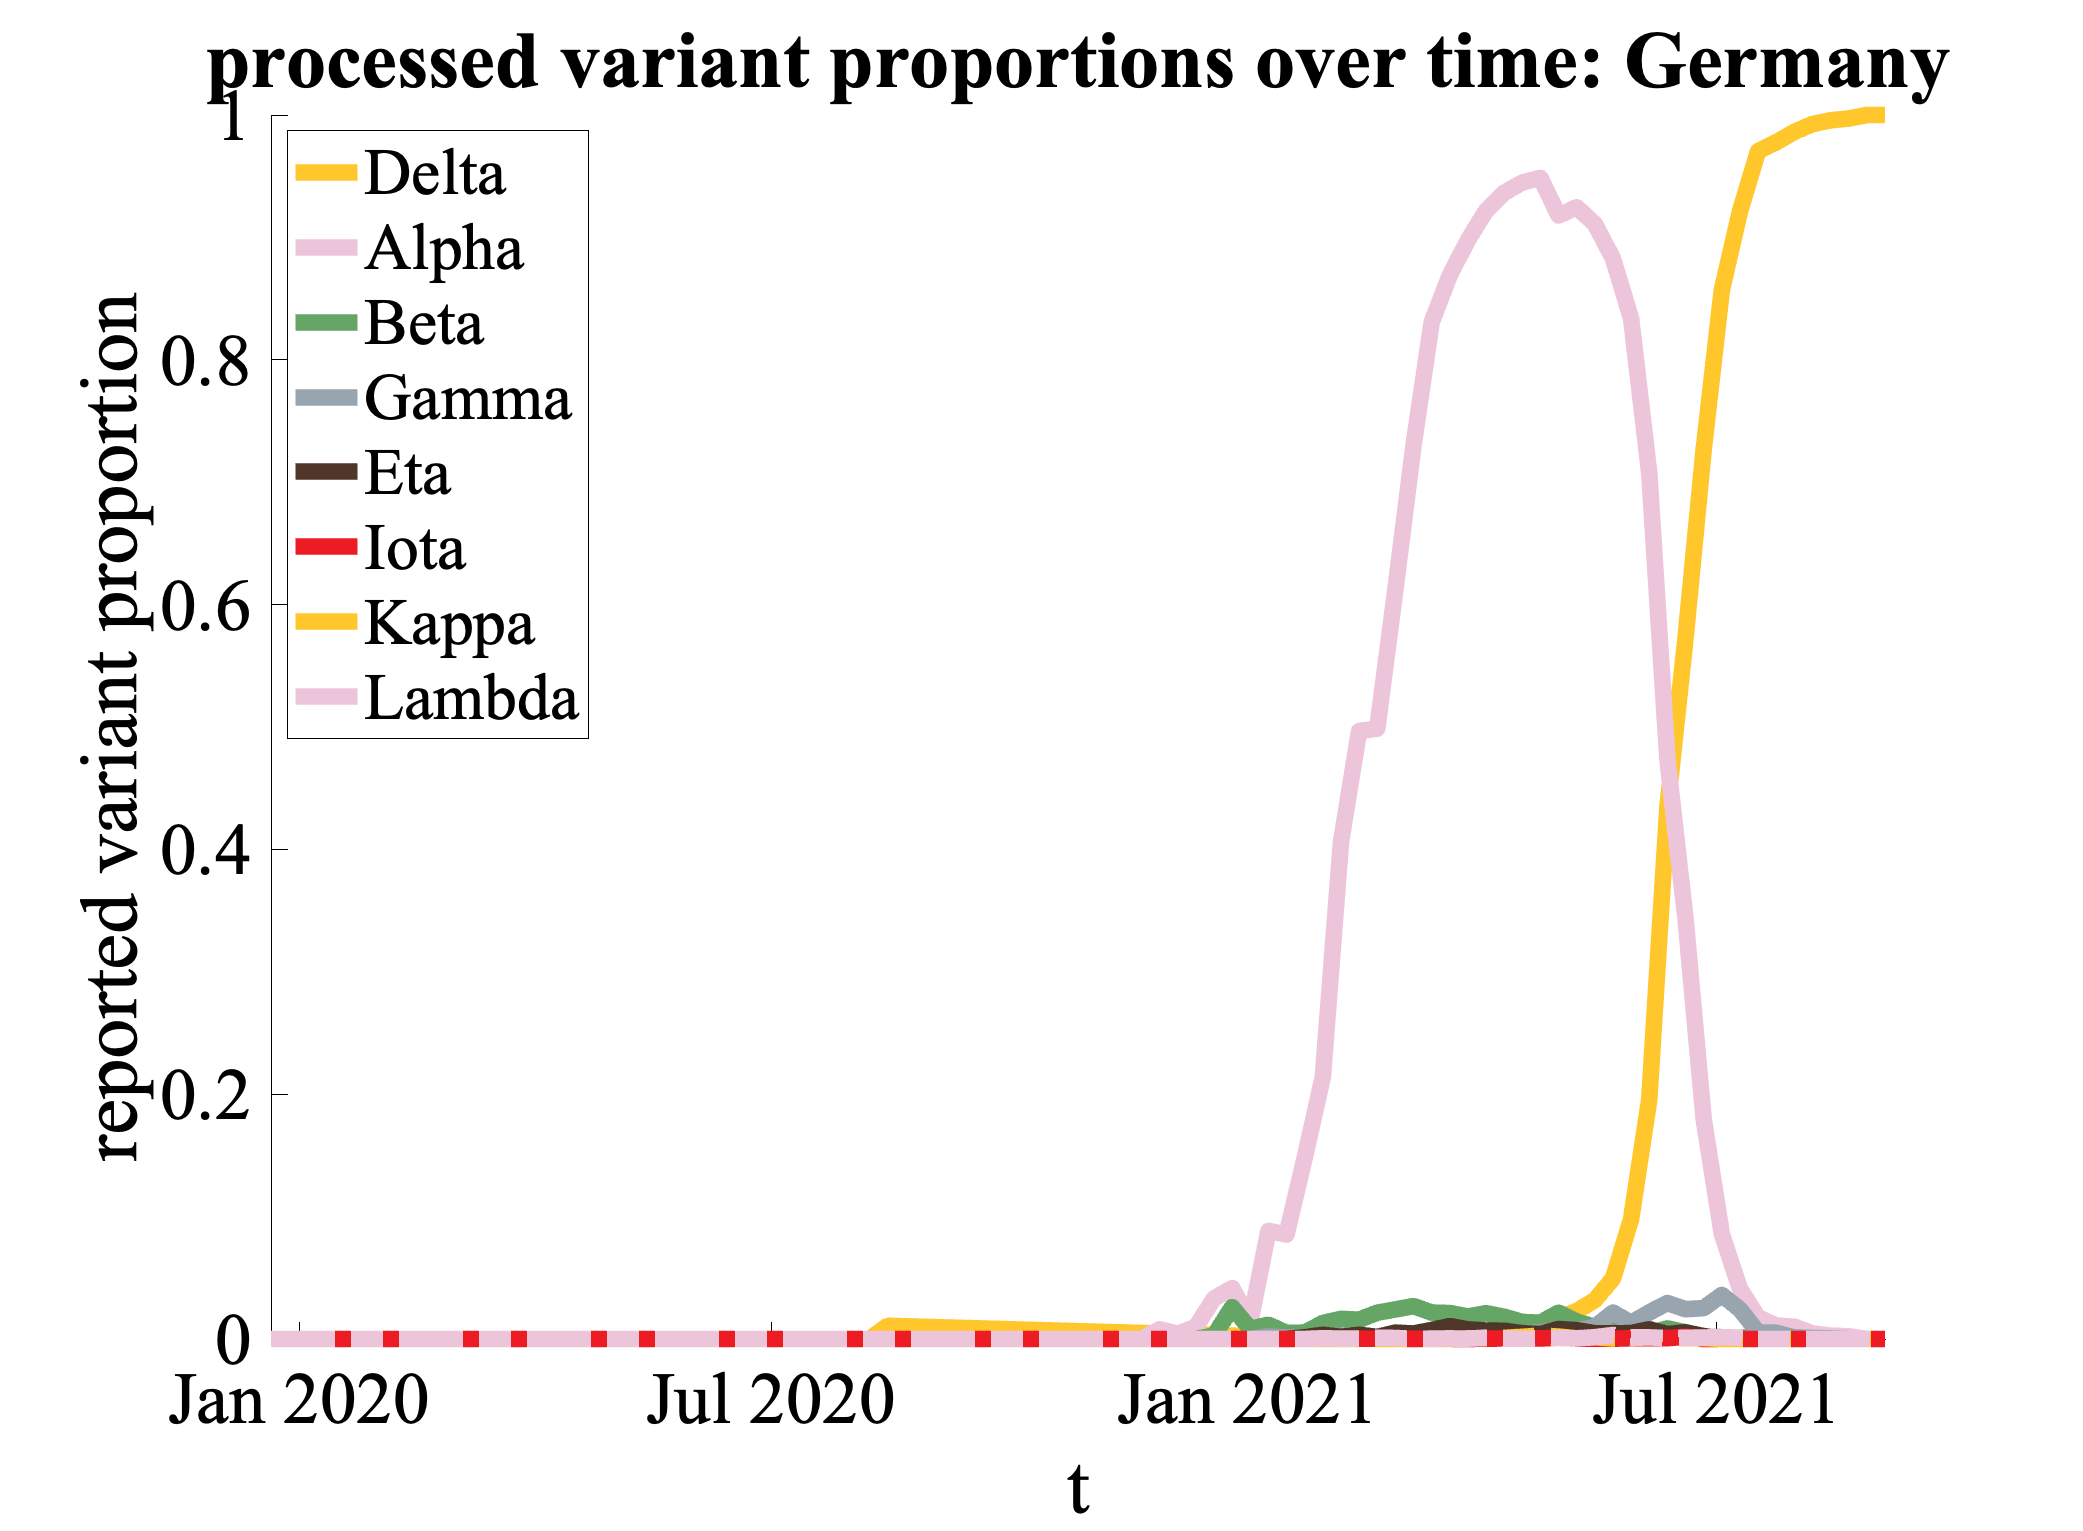 processed variant proportions over time: Germany
1
0.8
0.6
0.4
0.2
0
reported variant proportion
Delta
Alpha
Beta
Gamma
Eta
Iota
Kappa
Lambda
Jan 2020
Jul 2020
Jan 2021
Jul 2021
t